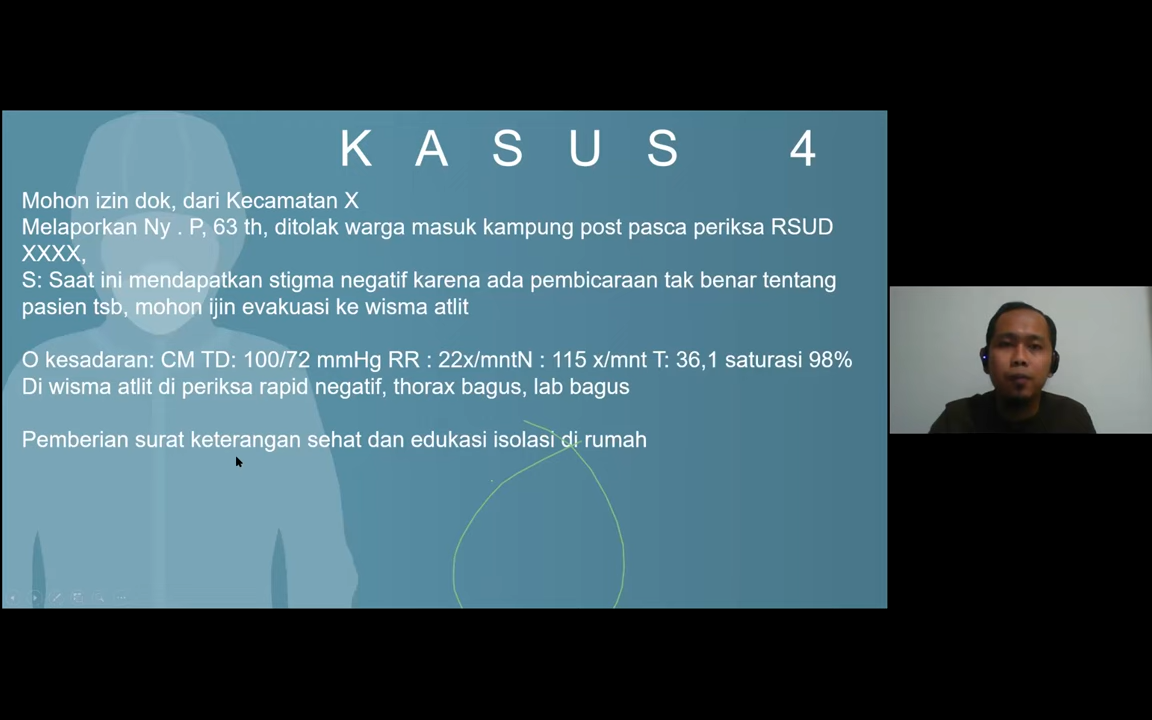 K A S U S 4
Mohon izin dok, dari Kecamatan X
Melaporkan Ny . P, 63 th, ditolak warga masuk kampung post pasca periksa RSUD
XXXX,
S: Saat ini mendapatkan stigma negatif karena ada pembicaraan tak benar tentang
pasien tsb, mohon ijin evakuasi ke wisma atlit
O kesadaran: CM TD: 100/72 mmHg RR : 22x/mntN : 115 x/mnt T: 36,1 saturasi 98%
Di wisma atlit di periksa rapid negatif, thorax bagus, lab bagus
Pemberian surat keterangan sehat dan edukasi isolasi di rumah